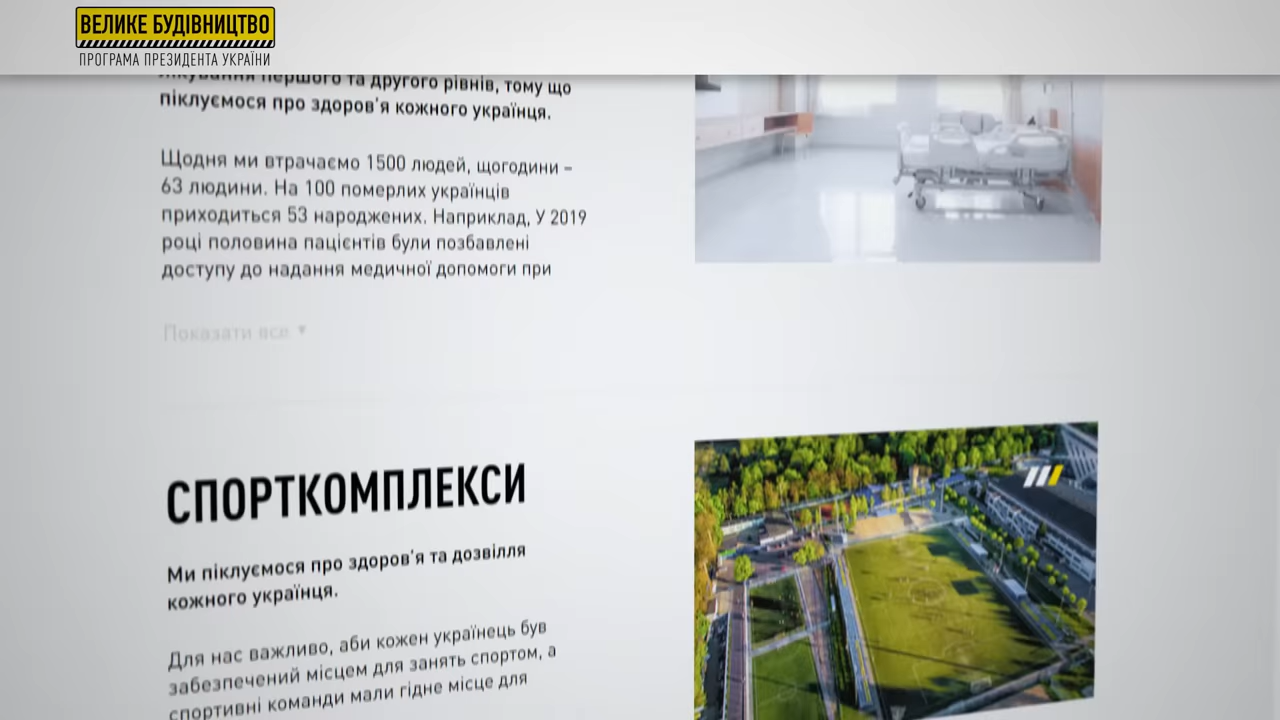 ВЕЛИКЕ БУДІВНИЦТВО
ПРОГРАМА ПРЕЗИДЕНТА УКРАЇНИ
лікування першого та другого рівнів, тому що
піклуємося про здоров'я кожного українця.
Щодня ми втрачаємо 1500 людей, щогодини –
63 людини. На 100 померлих українців
приходиться 53 народжених. Наприклад, У 2019
році половина пацієнтів були позбавлені
доступу до надання медичної допомоги при
Показати все
СПОРТКОМПЛЕКСИ
Ми піклуємося про здоров'я та дозвілля
кожного українця.
Для нас важливо, аби кожен українець був
забезпечений місцем для занять спортом, а
спортивні команди мали гідне місце для